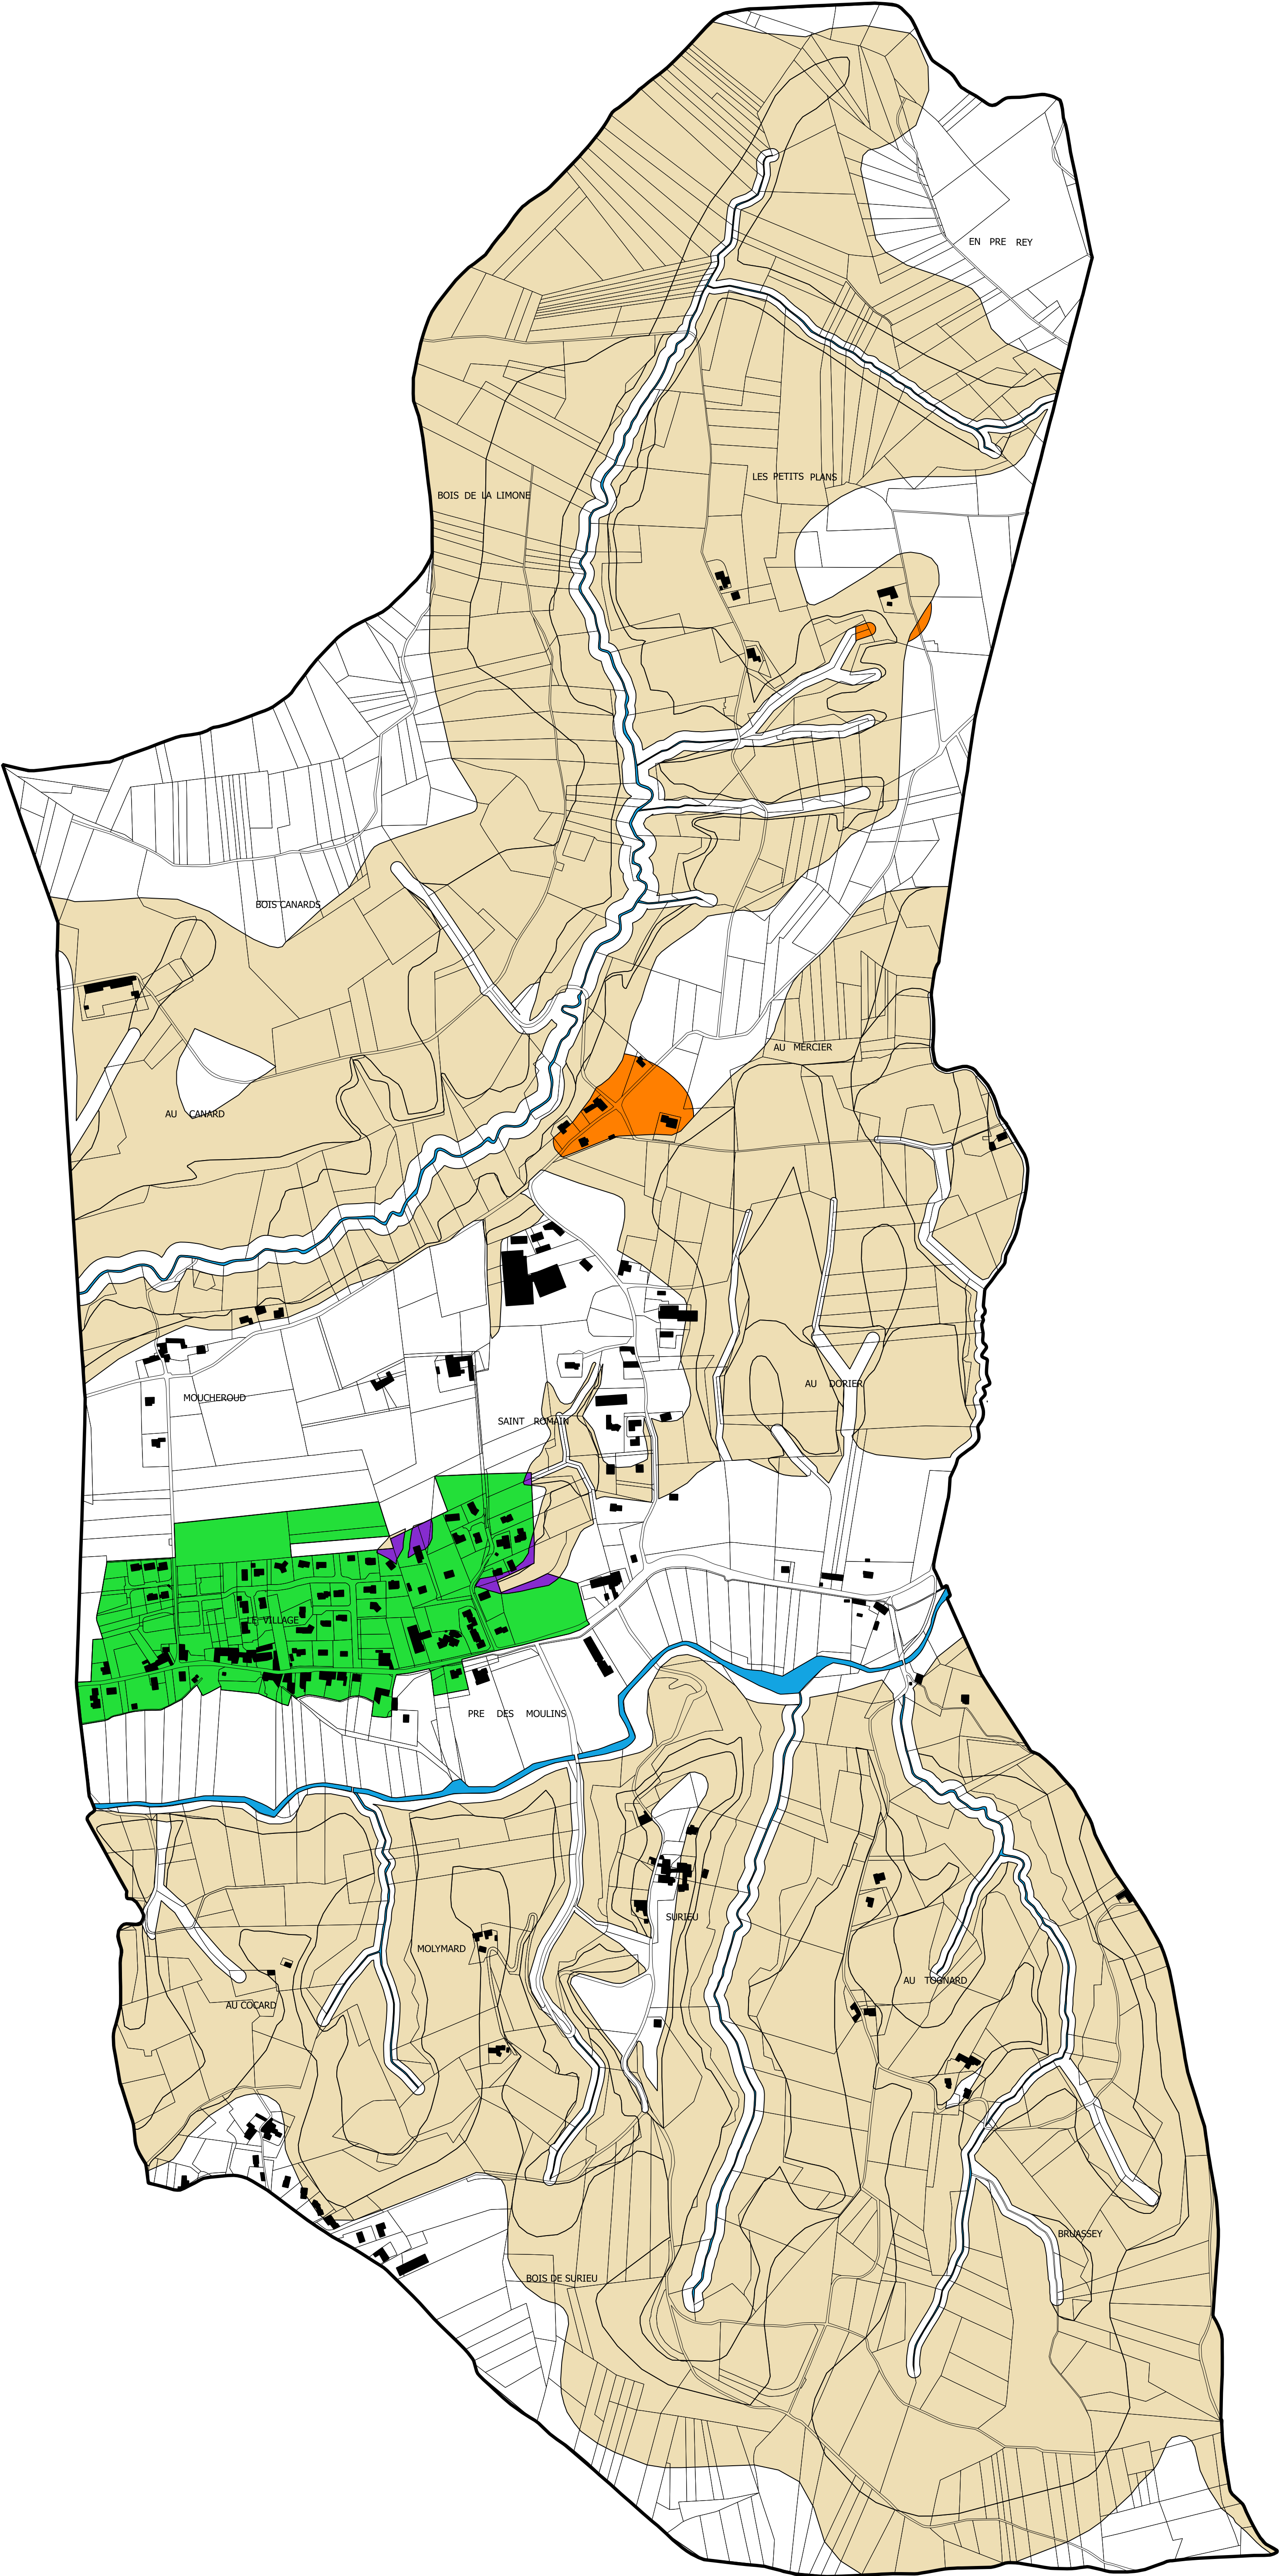 EN PRE REY
LES PETITS PLANS
BOIS DE LA LIMONE
BOIS CANARDS
AU MERCIER
AU CANARD
AU DORIER
MOUCHEROUD
SAINT ROMAIN
LE VILLAGE
PRE DES MOULINS
SURIEU
MOLYMARD
AU TOGNARD
AU COCARD
BRUASSEY
BOIS DE SURIEU